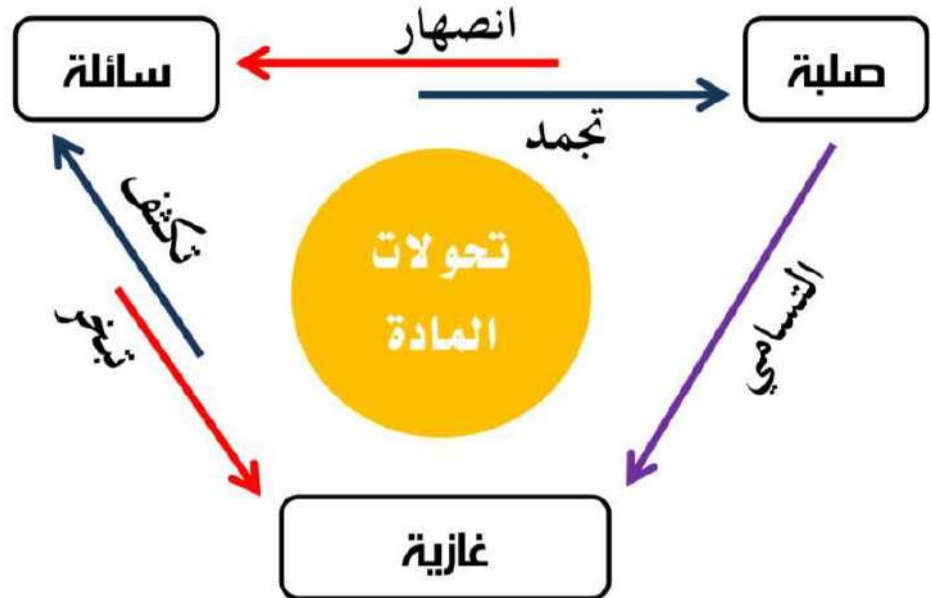 انصهار
صلبة
سائلة
تجمد
تكثف
تبخر
التسامي
تحولات
المادة
غازية